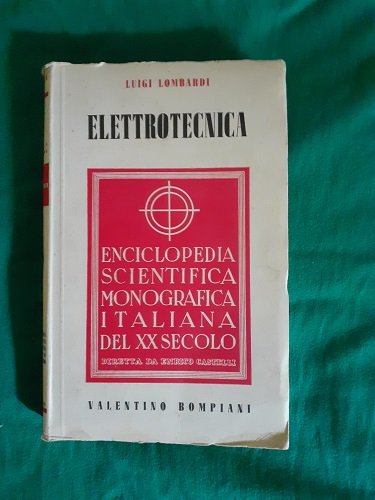 LUIGI LOMBARDI
ELETTROTECNICA
ENCICLOPEDIA
SCIENTIFICA
MONOGRAFICA
ITALIANA
DEL XX SECOLO
DIRETTA DA ENRICO CASTELLI
VALENTINO BOMPIANI